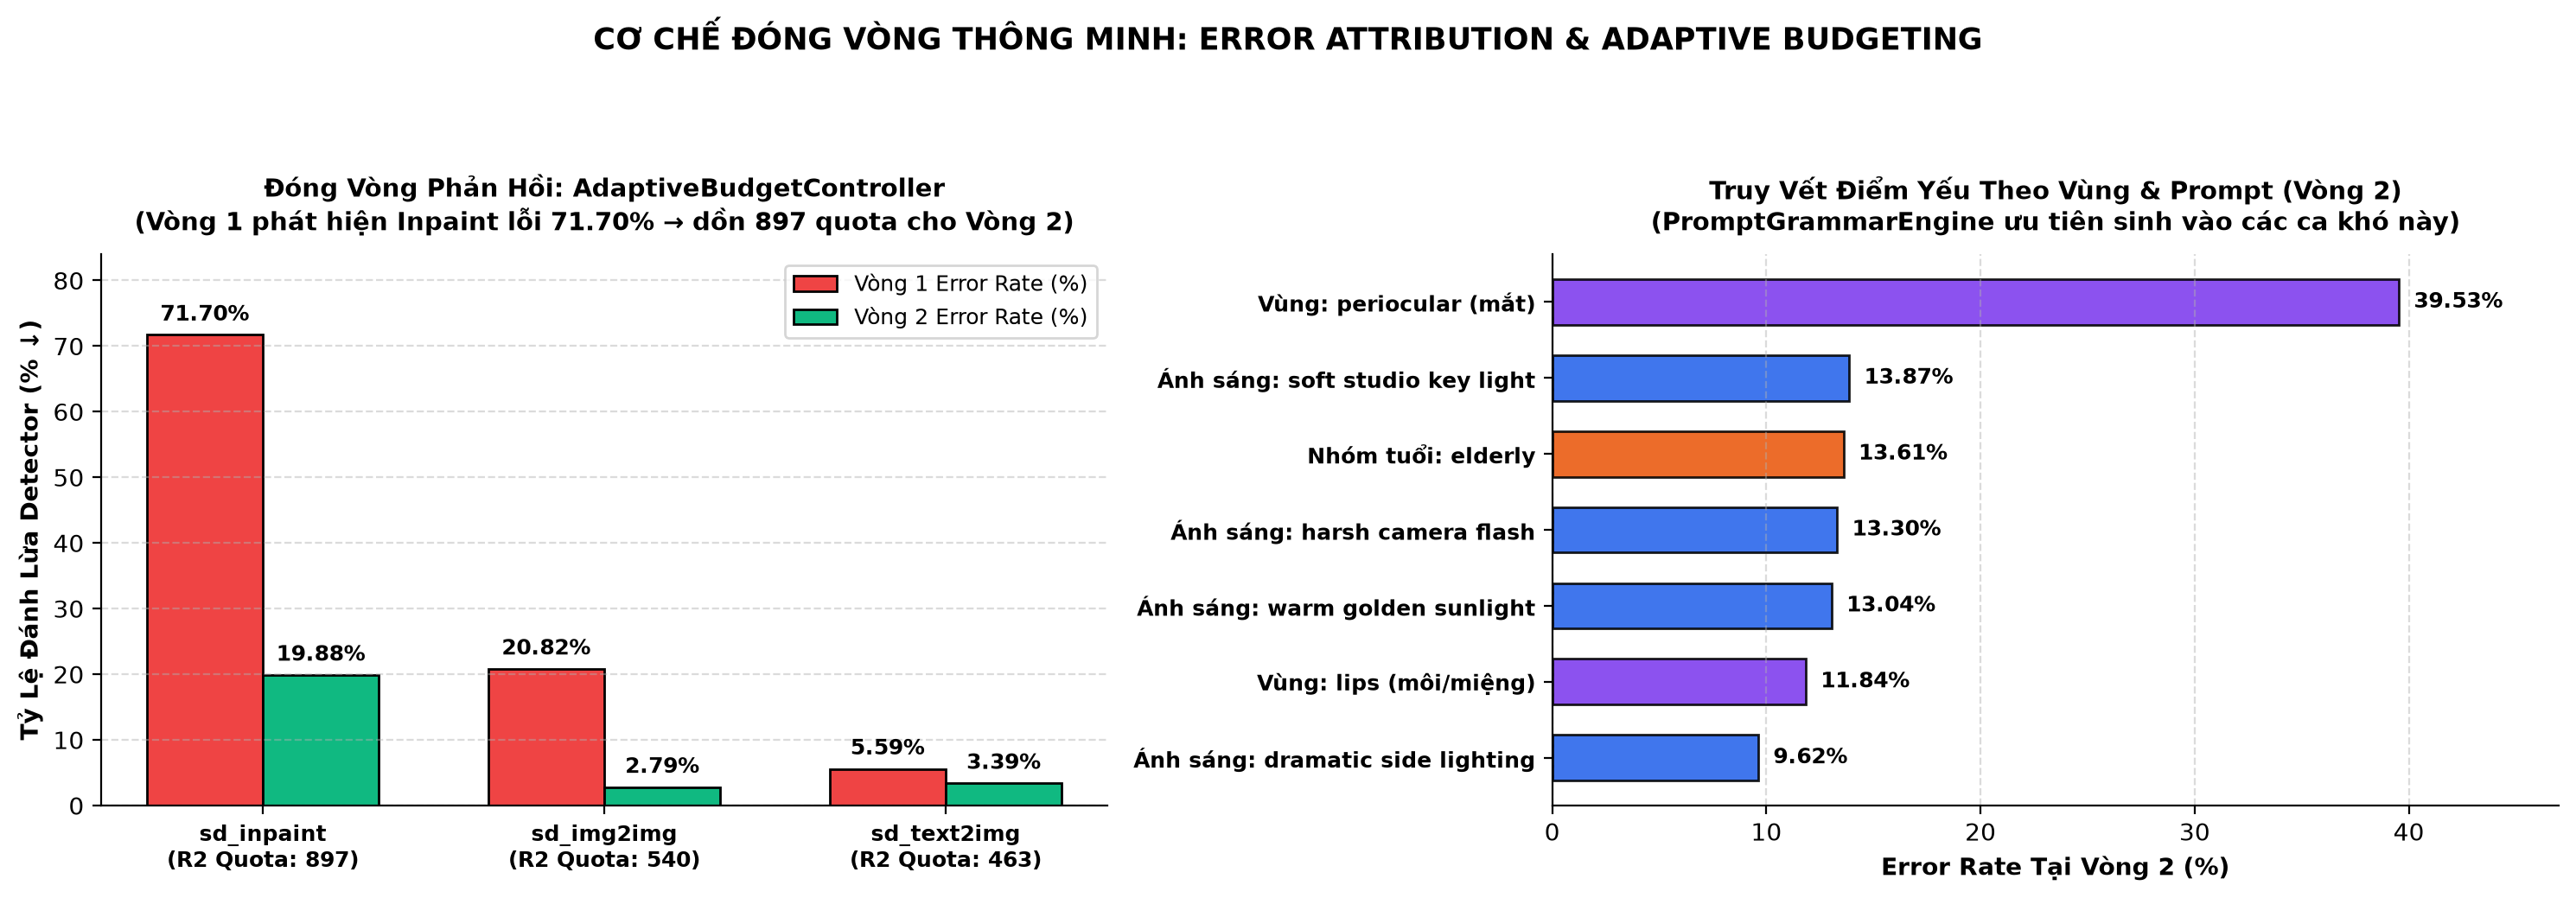 CƠ CHẾ ĐÓNG VÒNG THÔNG MINH: ERROR ATTRIBUTION & ADAPTIVE BUDGETING
Đóng Vòng Phản Hồi: AdaptiveBudgetController
(Vòng 1 phát hiện Inpaint lỗi 71.70% → dồn 897 quota cho Vòng 2)
Tỷ Lệ Đánh Lừa Detector (% ↓)
80
70
60
50
40
30
20
10
0
Vòng 1 Error Rate (%)
Vòng 2 Error Rate (%)
71.70%
19.88%
20.82%
2.79%
5.59%
3.39%
sd_inpaint
(R2 Quota: 897)
sd_img2img
(R2 Quota: 540)
sd_text2img
(R2 Quota: 463)
Truy Vết Điểm Yếu Theo Vùng & Prompt (Vòng 2)
(PromptGrammarEngine ưu tiên sinh vào các ca khó này)
Vùng: periocular (mắt)
39.53%
Ánh sáng: soft studio key light
13.87%
Nhóm tuổi: elderly
13.61%
Ánh sáng: harsh camera flash
13.30%
Ánh sáng: warm golden sunlight
13.04%
Vùng: lips (môi/miệng)
11.84%
Ánh sáng: dramatic side lighting
9.62%
0
10
20
30
40
Error Rate Tại Vòng 2 (%)